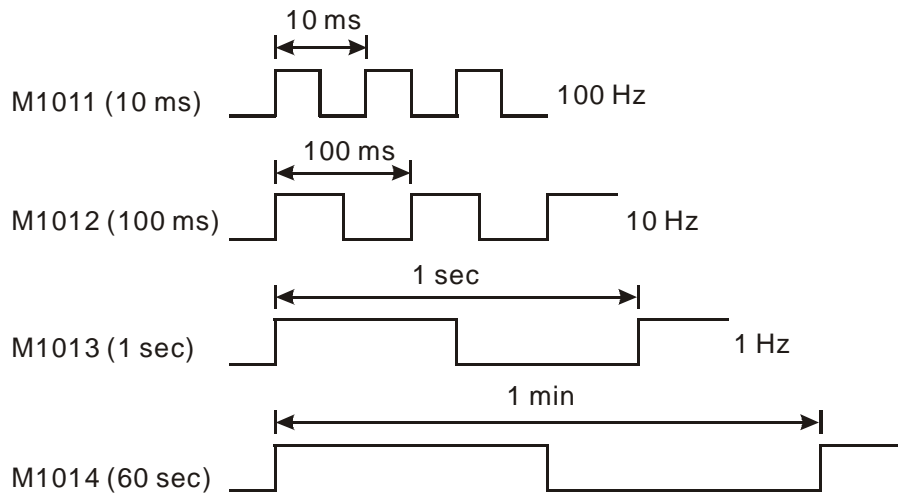 10 ms
M1011 (10 ms)
100 Hz
100 ms
M1012 (100 ms)
10 Hz
1 sec
M1013 (1 sec)
1 Hz
1 min
M1014 (60 sec)